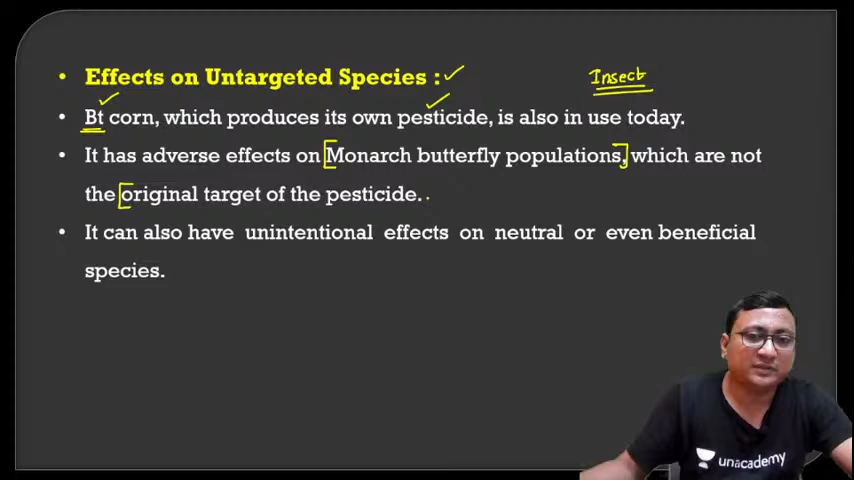 • Effects on Untargeted Species :
Insect
• Bt corn, which produces its own pesticide, is also in use today.
• It has adverse effects on Monarch butterfly populations, which are not
the original target of the pesticide.
• It can also have unintentional effects on neutral or even beneficial
species.
unacademy